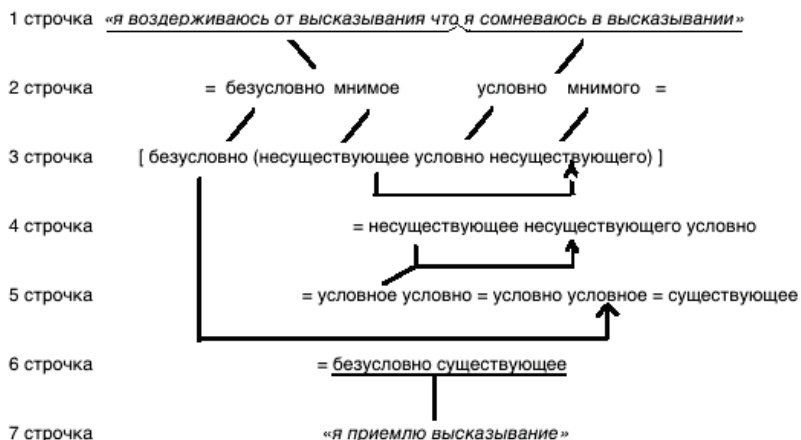 1 строчка «я воздерживаюсь от высказывания что я сомневаюсь в высказывании»
2 строчка = безусловно мнимое условно мнимого =
3 строчка [ безусловно (несуществующее условно несуществующего) ]
4 строчка = несуществующее несуществующего условно
5 строчка = условное условно = условно условное = существующее
6 строчка = безусловно существующее
7 строчка «я приемлю высказывание»